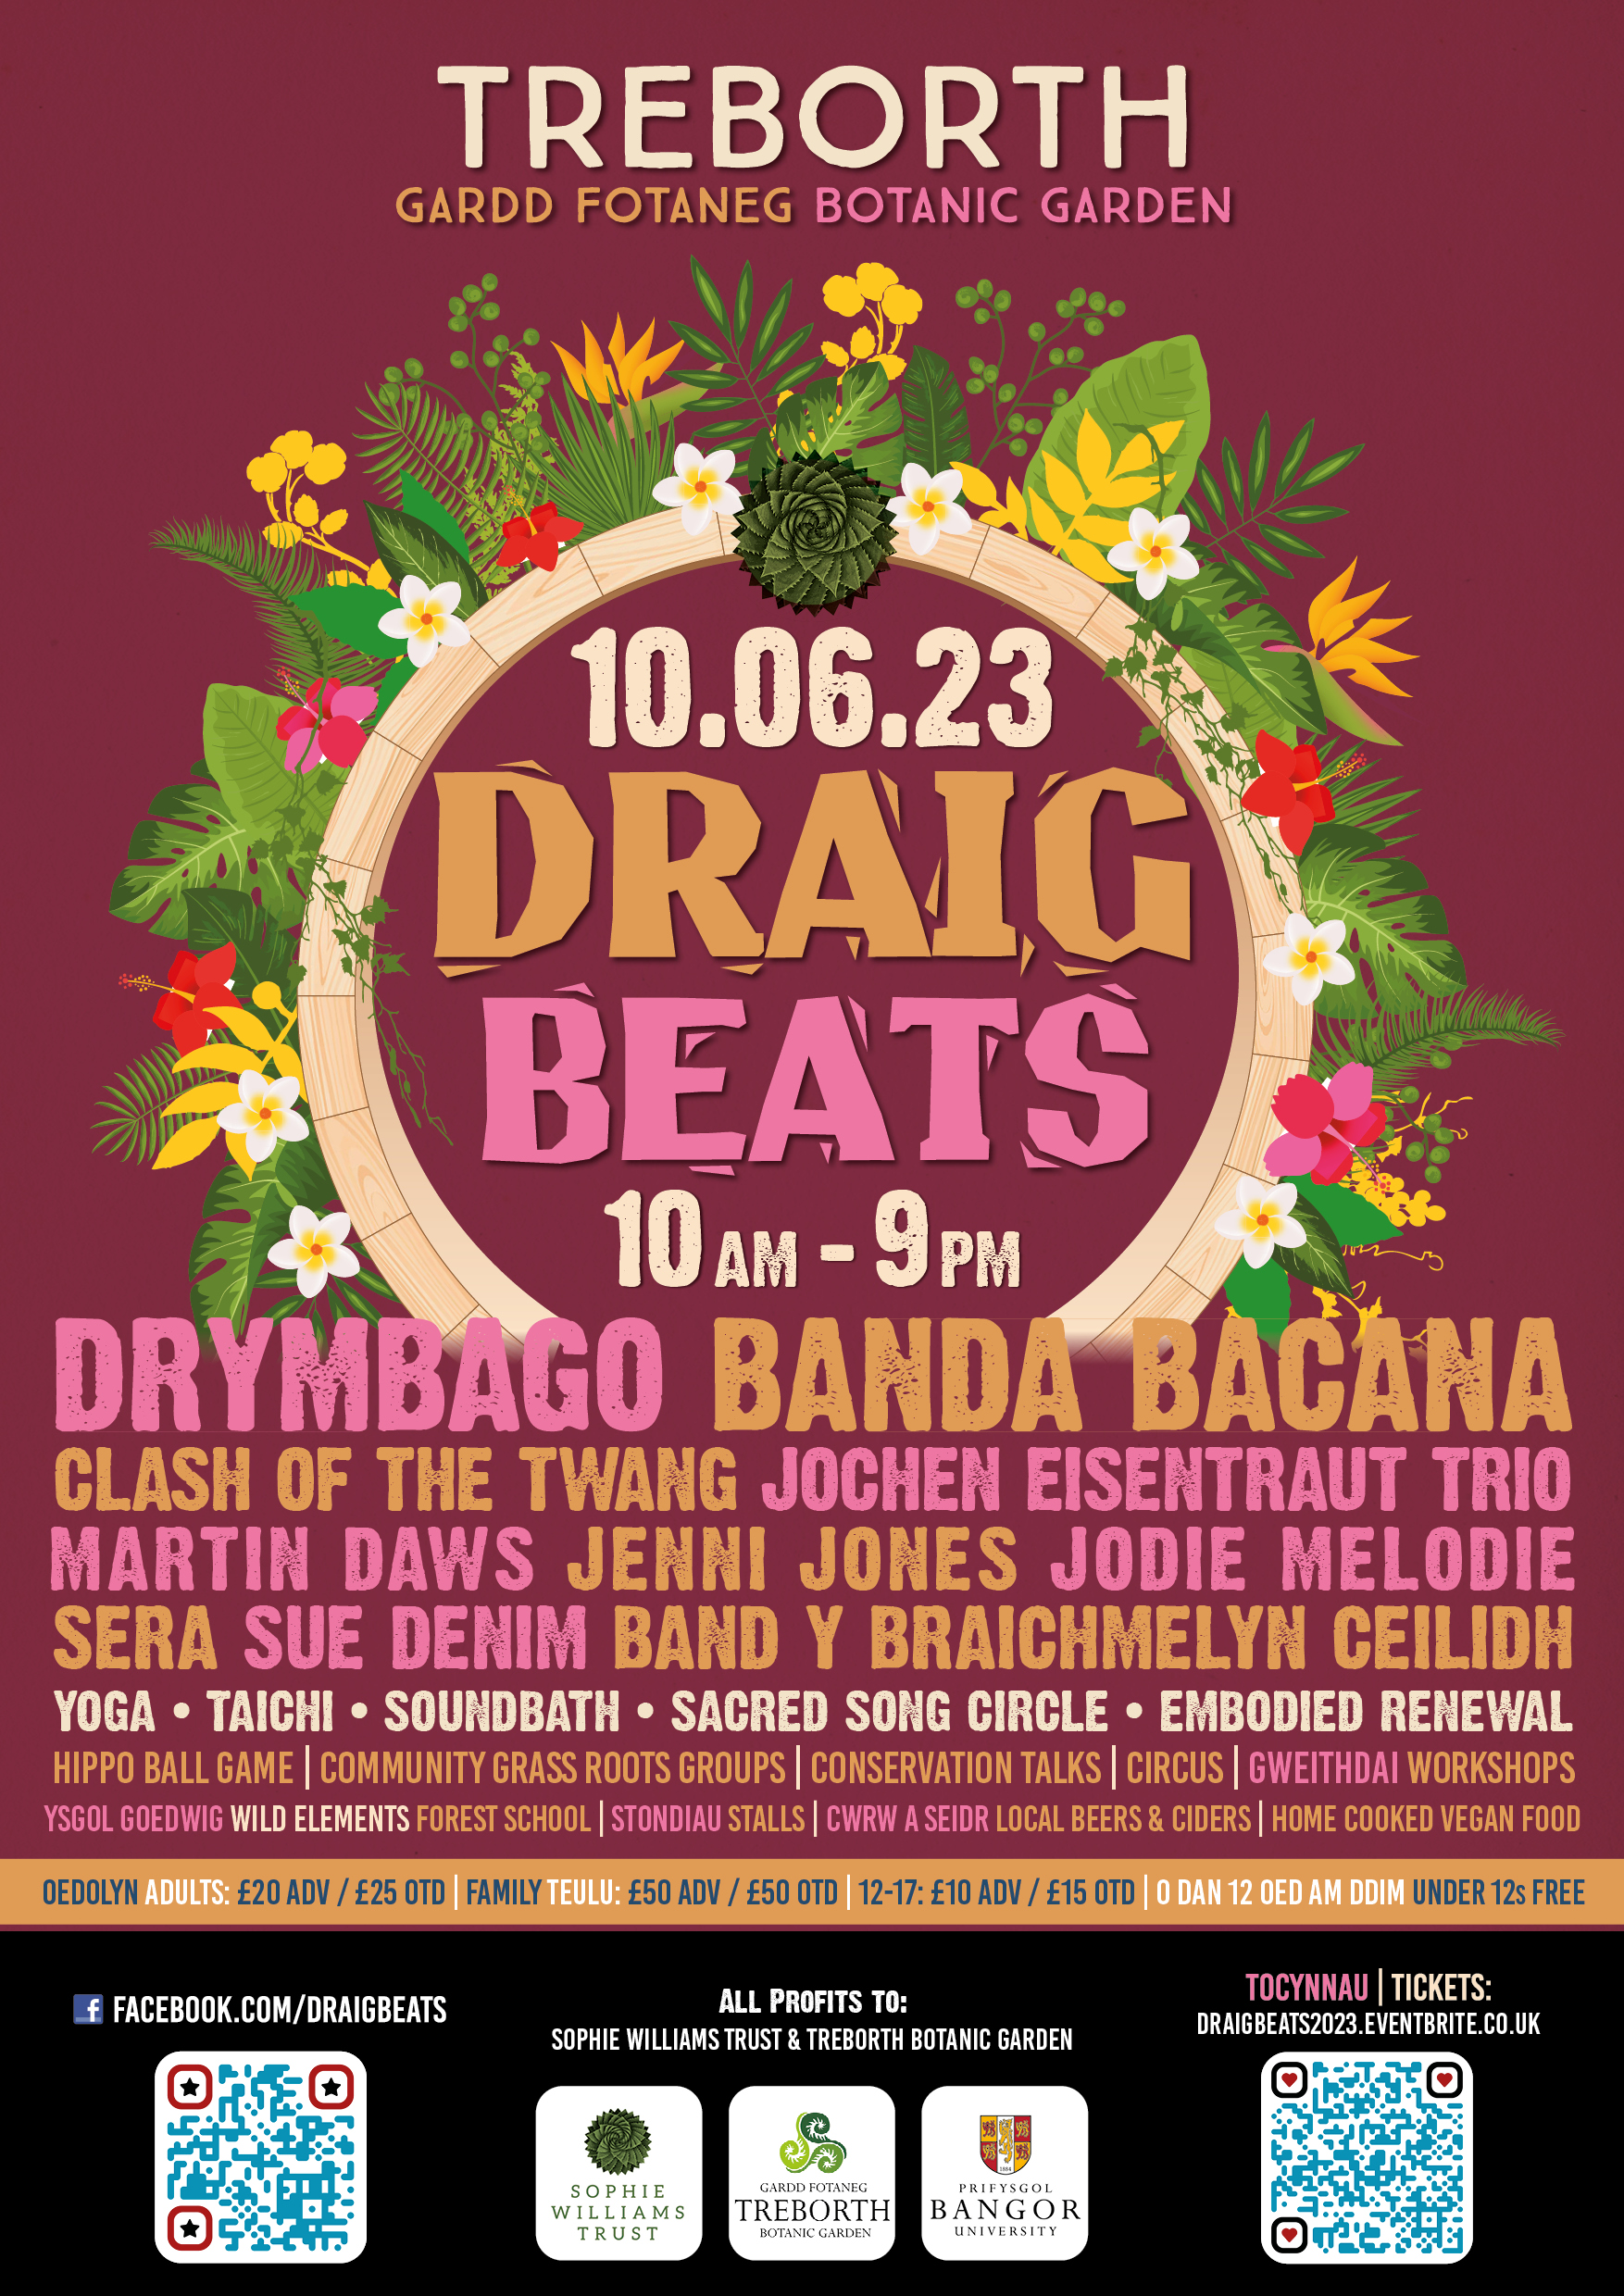 TREBORTH
GARDD FOTANEG BOTANIC GARDEN
10.06.23
DRAIG
BEATS
10 AM - 9 PM
DRYMBAGO BANDA BACANA
CLASH OF THE TWANG JOCHEN EISENTRAUT TRIO
MARTIN DAWS JENNI JONES JODIE MELODIE
SERA SUE DENIM BAND Y BRAICHMELYN CEILIDH
YOGA • TAICHI • SOUNDBATH • SACRED SONG CIRCLE • EMBODIED RENEWAL
HIPPO BALL GAME | COMMUNITY GRASS ROOTS GROUPS | CONSERVATION TALKS | CIRCUS | GWEITHDAI WORKSHOPS
YSGOL GOEDWIG WILD ELEMENTS FOREST SCHOOL | STONDIAU STALLS | CWRW A SEIDR LOCAL BEERS & CIDERS | HOME COOKED VEGAN FOOD
OEDOLYN ADULTS: £20 ADV / £25 OTD | FAMILY TEULU: £50 ADV / £50 OTD | 12-17: £10 ADV / £15 OTD | O DAN 12 OED AM DDIM UNDER 12s FREE
f FACEBOOK.COM/DRAIGBEATS
ALL PROFITS TO:
SOPHIE WILLIAMS TRUST & TREBORTH BOTANIC GARDEN
SOPHIE
WILLIAMS
TRUST
GARDD FOTANEG
TREBORTH
BOTANIC GARDEN
1884
PRIFYSGOL
BANGOR
UNIVERSITY
TOCYNNAU | TICKETS:
DRAIGBEATS2023.EVENTBRITE.CO.UK